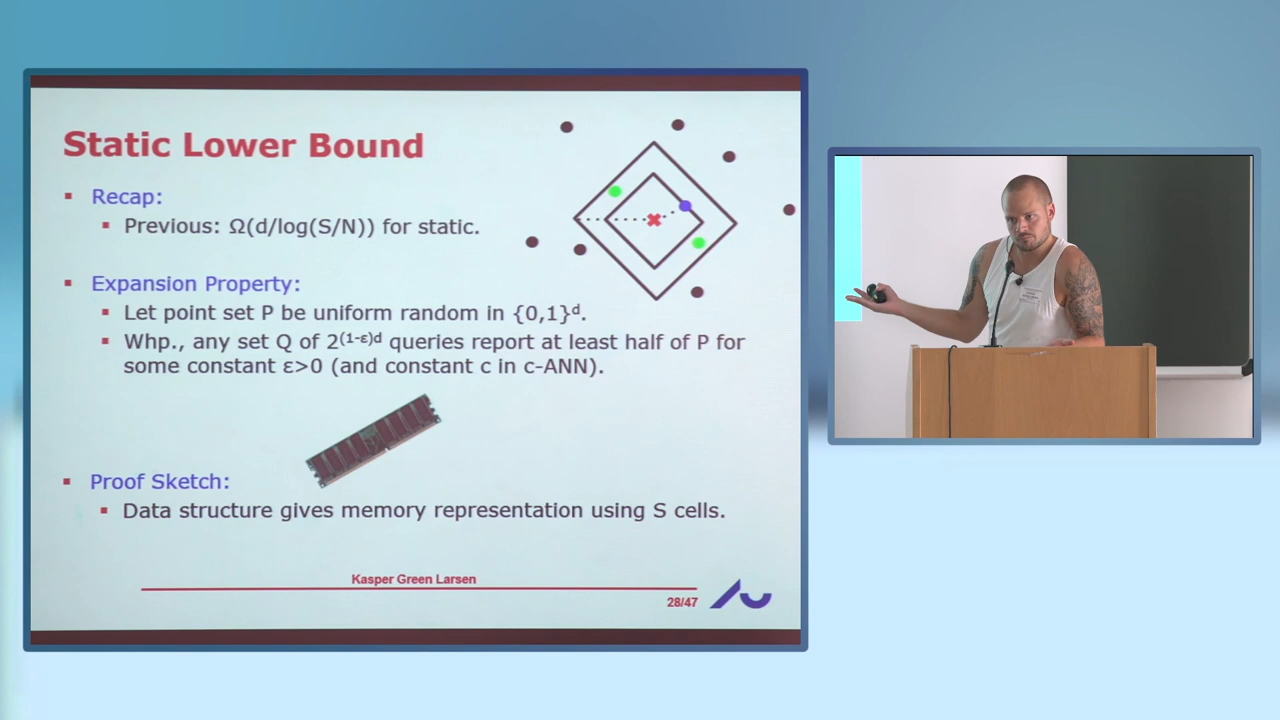 Static Lower Bound
Recap:
Previous: Ω(d/log(S/N)) for static.
Expansion Property:
Let point set P be uniform random in {0,1}ᵈ.
Whp., any set Q of 2⁽¹⁻ᵋ⁾ᵈ queries report at least half of P for
some constant ε>0 (and constant c in c-ANN).
Proof Sketch:
Data structure gives memory representation using S cells.
Kasper Green Larsen
28/47